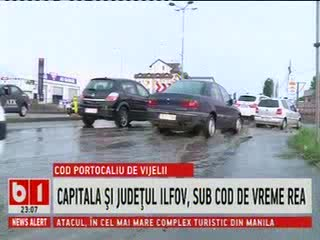 COD PORTOCALIU DE VIJELII
b1
CAPITALA ȘI JUDEȚUL ILFOV, SUB COD DE VREME REA
23:07
NEWS ALERT
ATACUL, ÎN CEL MAI MARE COMPLEX TURISTIC DIN MANILA